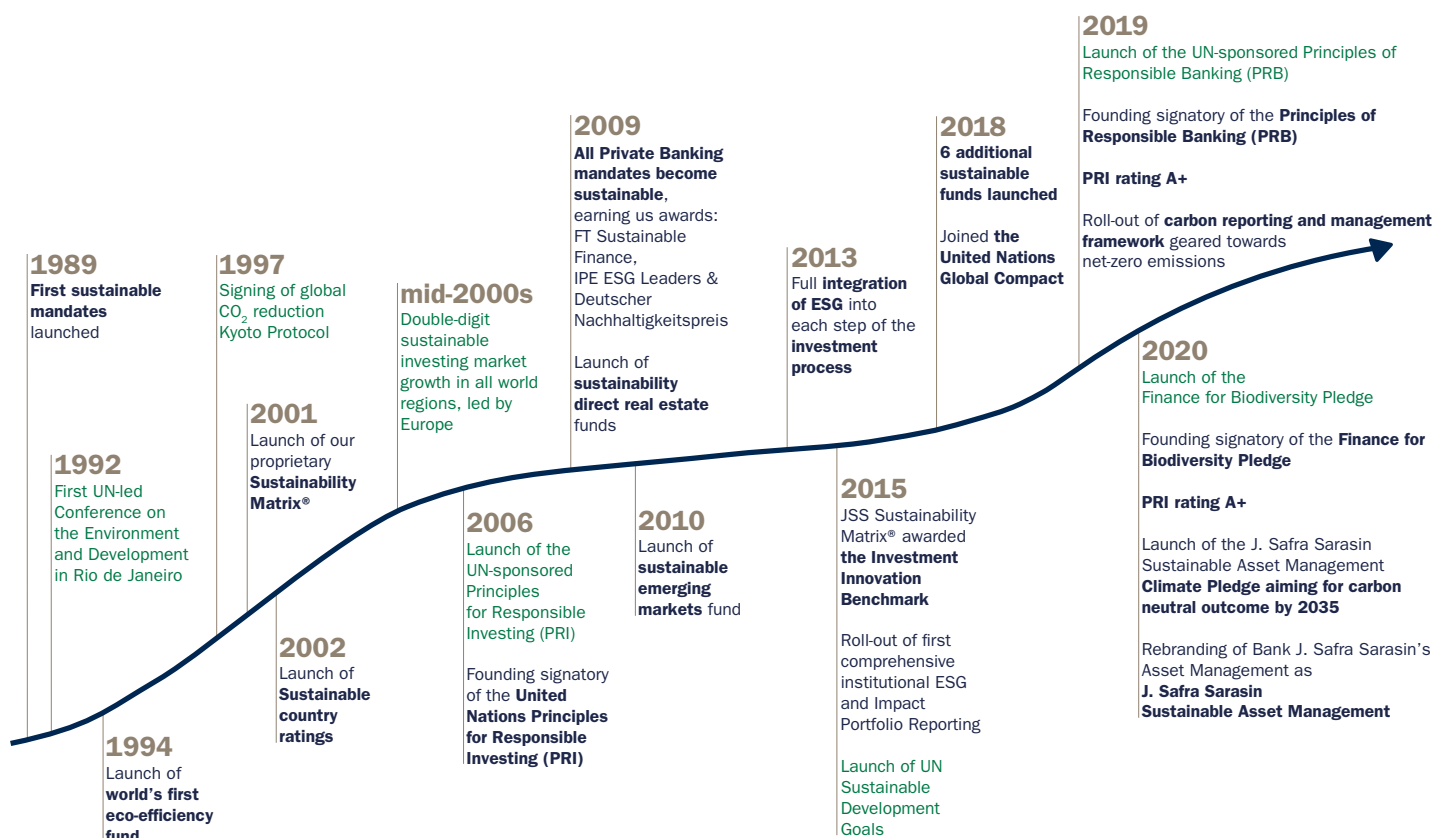 1989
First sustainable
mandates
launched
1992
First UN-led
Conference on
the Environment
and Development
in Rio de Janeiro
1994
Launch of
world's first
eco-efficiency
fund
1997
Signing of global
CO₂ reduction
Kyoto Protocol
2001
Launch of our
proprietary
Sustainability
Matrix®
2002
Launch of
Sustainable
country
ratings
mid-2000s
Double-digit
sustainable
investing market
growth in all world
regions, led by
Europe
2006
Launch of the
UN-sponsored
Principles
for Responsible
Investing (PRI)
Founding signatory
of the United
Nations Principles
for Responsible
Investing (PRI)
2009
All Private Banking
mandates become
sustainable,
earning us awards:
FT Sustainable
Finance,
IPE ESG Leaders &
Deutscher
Nachhaltigkeitspreis
Launch of
sustainability
direct real estate
funds
2010
Launch of
sustainable
emerging
markets fund
2013
Full integration
of ESG into
each step of the
investment
process
2015
JSS Sustainability
Matrix® awarded
the Investment
Innovation
Benchmark
Roll-out of first
comprehensive
institutional ESG
and Impact
Portfolio Reporting
Launch of UN
Sustainable
Development
Goals
2018
6 additional
sustainable
funds launched
Joined the
United Nations
Global Compact
2019
Launch of the UN-sponsored Principles of
Responsible Banking (PRB)
Founding signatory of the Principles of
Responsible Banking (PRB)
PRI rating A+
Roll-out of carbon reporting and management
framework geared towards
net-zero emissions
2020
Launch of the
Finance for Biodiversity Pledge
Founding signatory of the Finance for
Biodiversity Pledge
PRI rating A+
Launch of the J. Safra Sarasin
Sustainable Asset Management
Climate Pledge aiming for carbon
neutral outcome by 2035
Rebranding of Bank J. Safra Sarasin's
Asset Management as
J. Safra Sarasin
Sustainable Asset Management